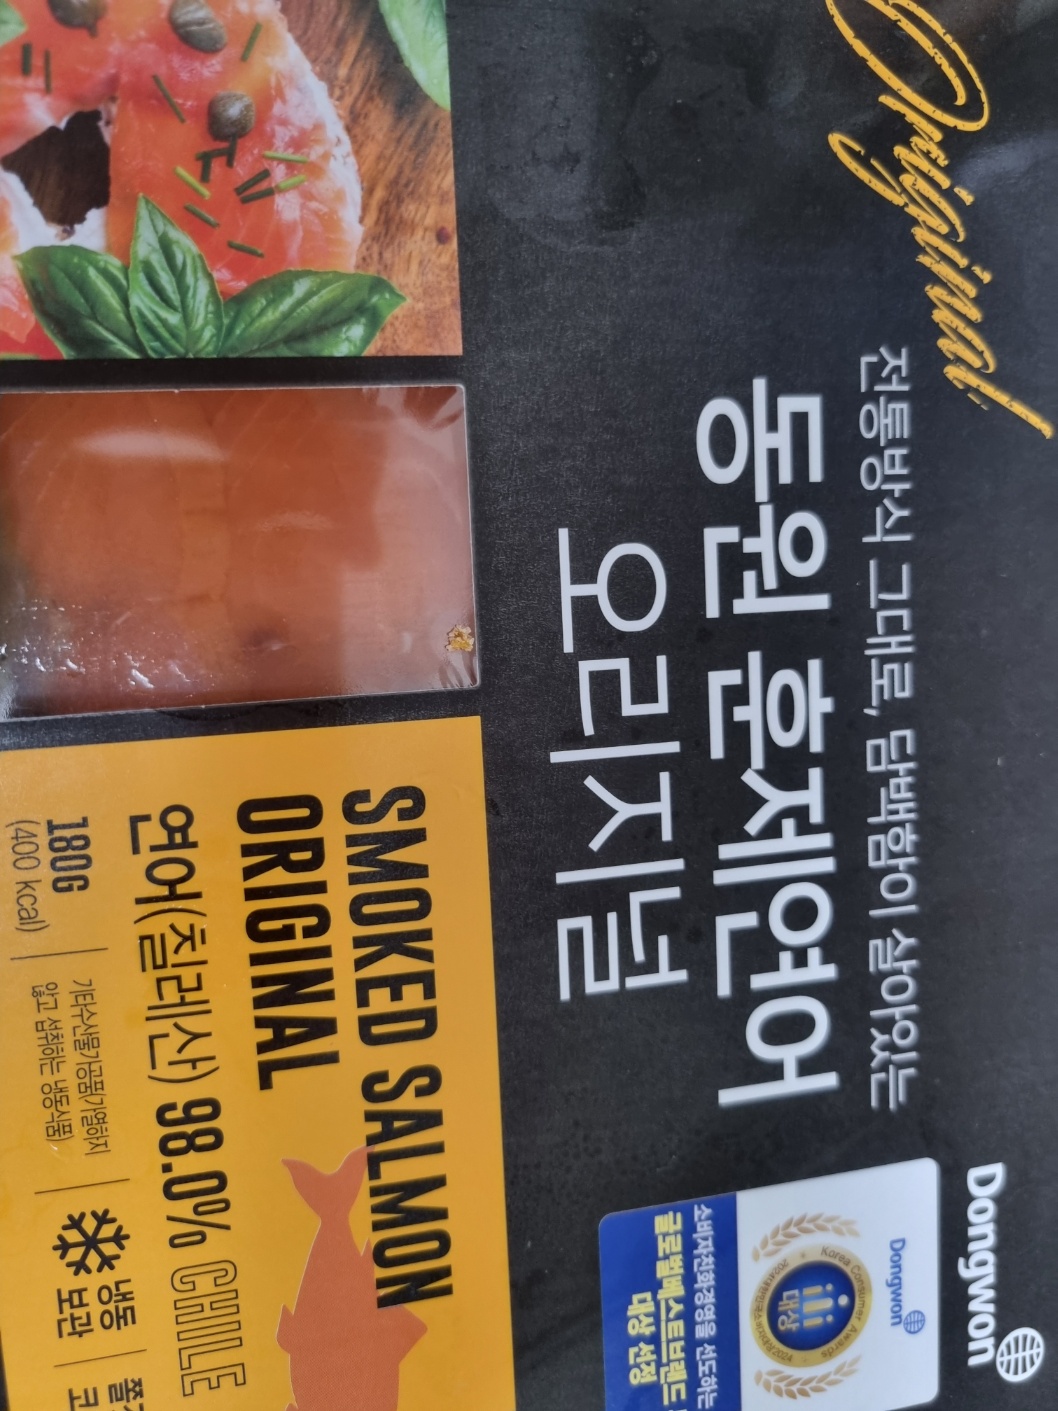 Original
Dongwon
전통방식 그대로, 담백함이 살아있는
동원 훈제연어
오리지널
Dongwon
Korea Consumer Awards
대상
소비자친화경영을 선도하는
글로벌베스트브랜드
대상 선정
SMOKED SALMON
ORIGINAL
연어(칠레산) 98.0% CHILE
180G
(400 kcal)
기타수산물가공품(가열하지
않고 섭취하는 냉동식품)
냉동
보관